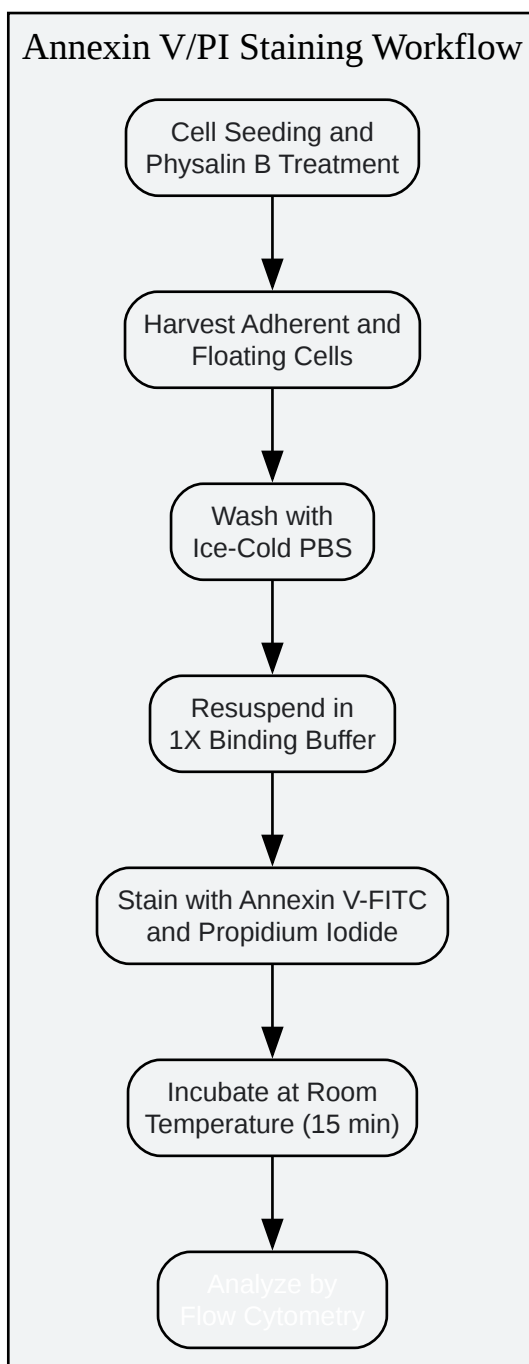 Annexin V/PI Staining Workflow
Cell Seeding and
Physalin B Treatment
Harvest Adherent and
Floating Cells
Wash with
Ice-Cold PBS
Resuspend in
1X Binding Buffer
Stain with Annexin V-FITC
and Propidium Iodide
Incubate at Room
Temperature (15 min)
Analyze by
Flow Cytometry